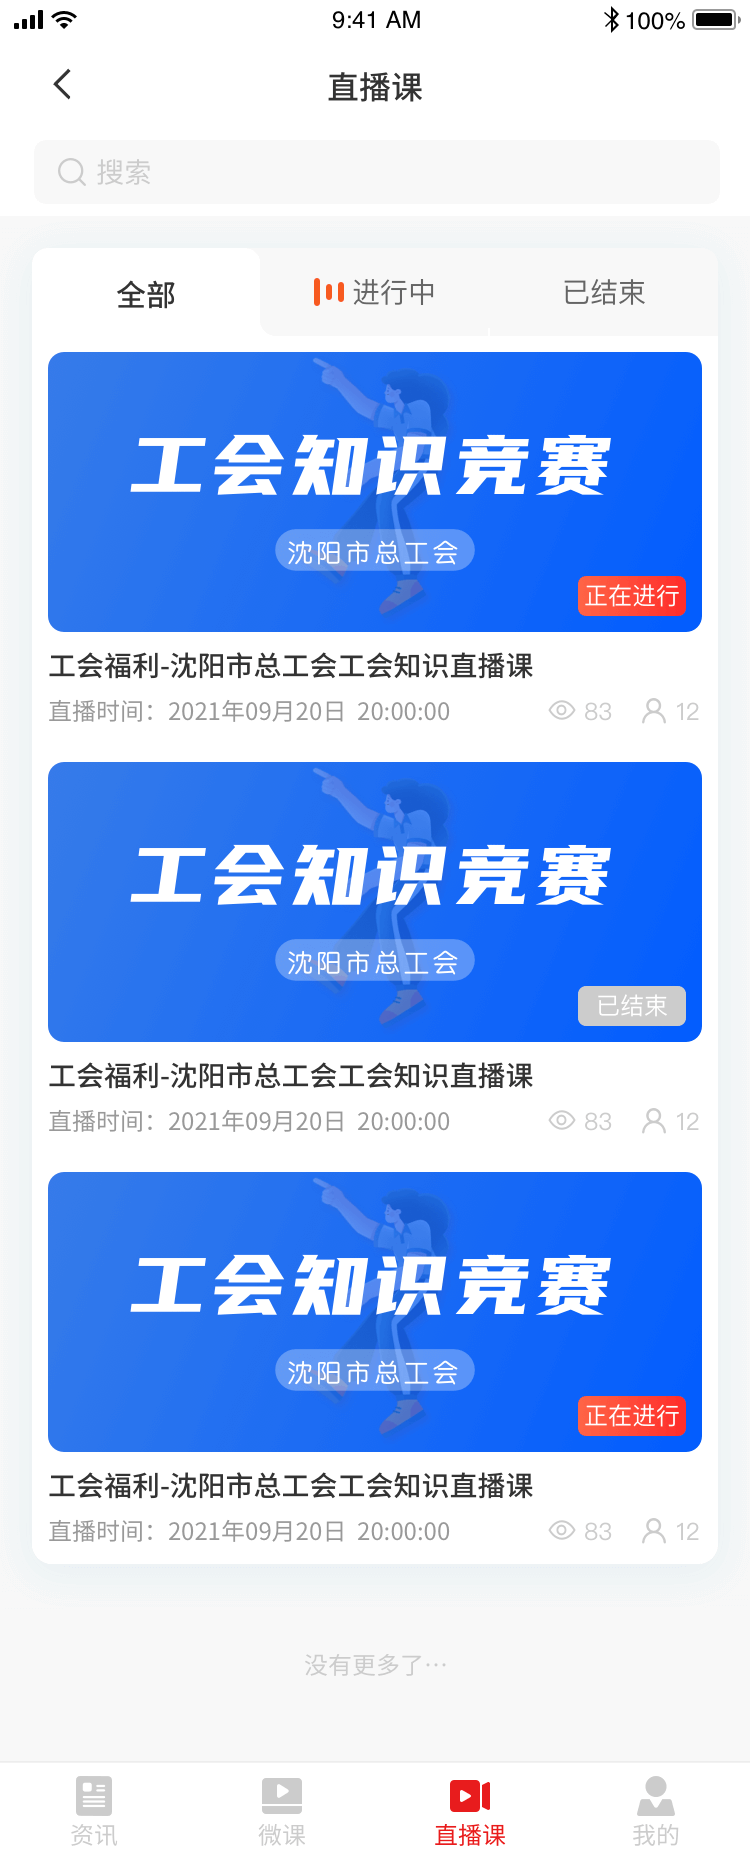 9:41 AM
100%
直播课
搜索
全部
进行中
已结束
工会知识竞赛
沈阳市总工会
正在进行
工会福利-沈阳市总工会工会知识直播课
直播时间：2021年09月20日 20:00:00
83
12
工会知识竞赛
沈阳市总工会
已结束
工会福利-沈阳市总工会工会知识直播课
直播时间：2021年09月20日 20:00:00
83
12
工会知识竞赛
沈阳市总工会
正在进行
工会福利-沈阳市总工会工会知识直播课
直播时间：2021年09月20日 20:00:00
83
12
没有更多了…
资讯
微课
直播课
我的